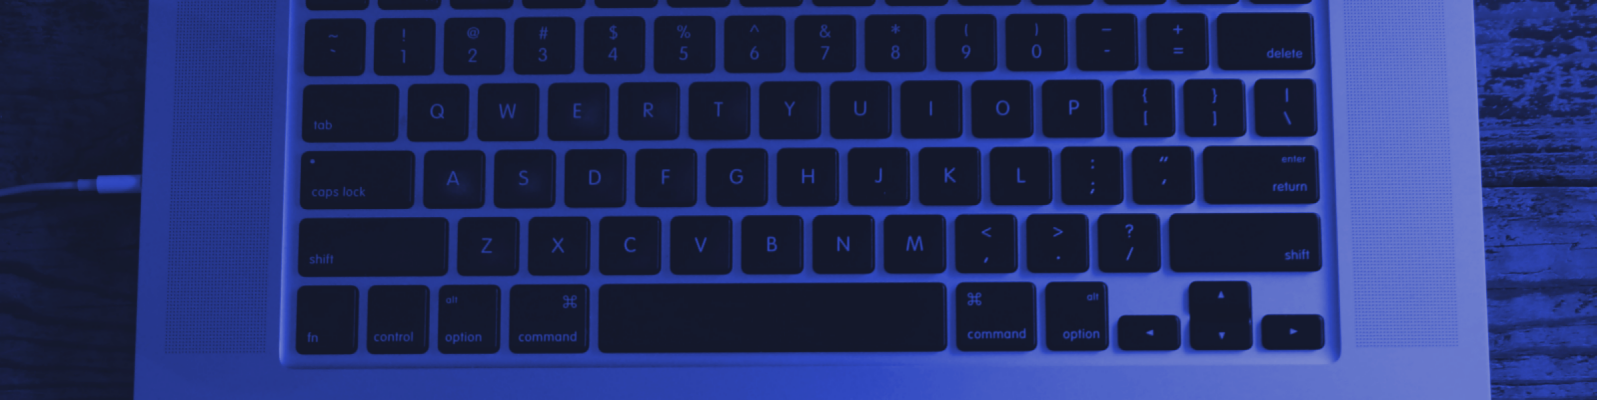 ~ ! @ # $ % ^ & * ( ) — +
` 1 2 3 4 5 6 7 8 9 0 - = delete
tab Q W E R T Y U I O P { [ } ] | \
caps lock A S D F G H J K L : ; “ ‘ enter return
shift Z X C V B N M < , > . ? / shift
fn control alt option ⌘ command ⌘ command alt option ◄ ▲ ▼ ►